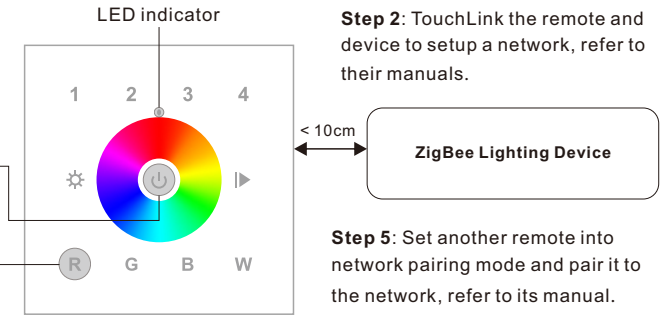 LED indicator
Step 2: TouchLink the remote and
device to setup a network, refer to
their manuals.
1 2 3 4
< 10cm
ZigBee Lighting Device
R G B W
Step 5: Set another remote into
network pairing mode and pair it to
the network, refer to its manual.